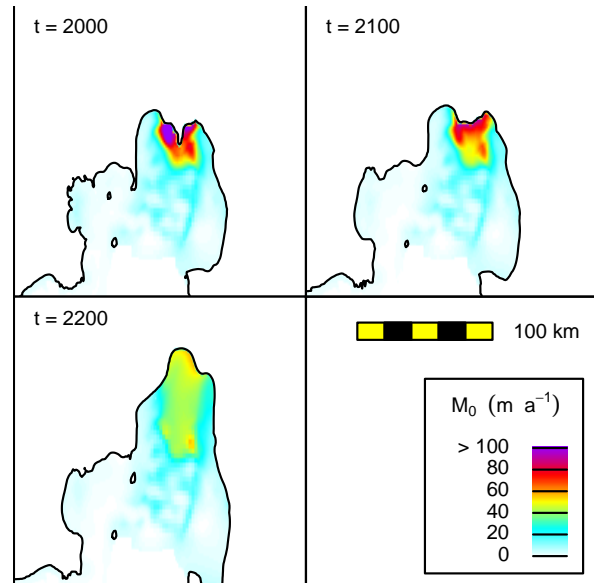 t = 2000
t = 2100
t = 2200
100 km
M₀ (m a⁻¹)
> 100
80
60
40
20
0